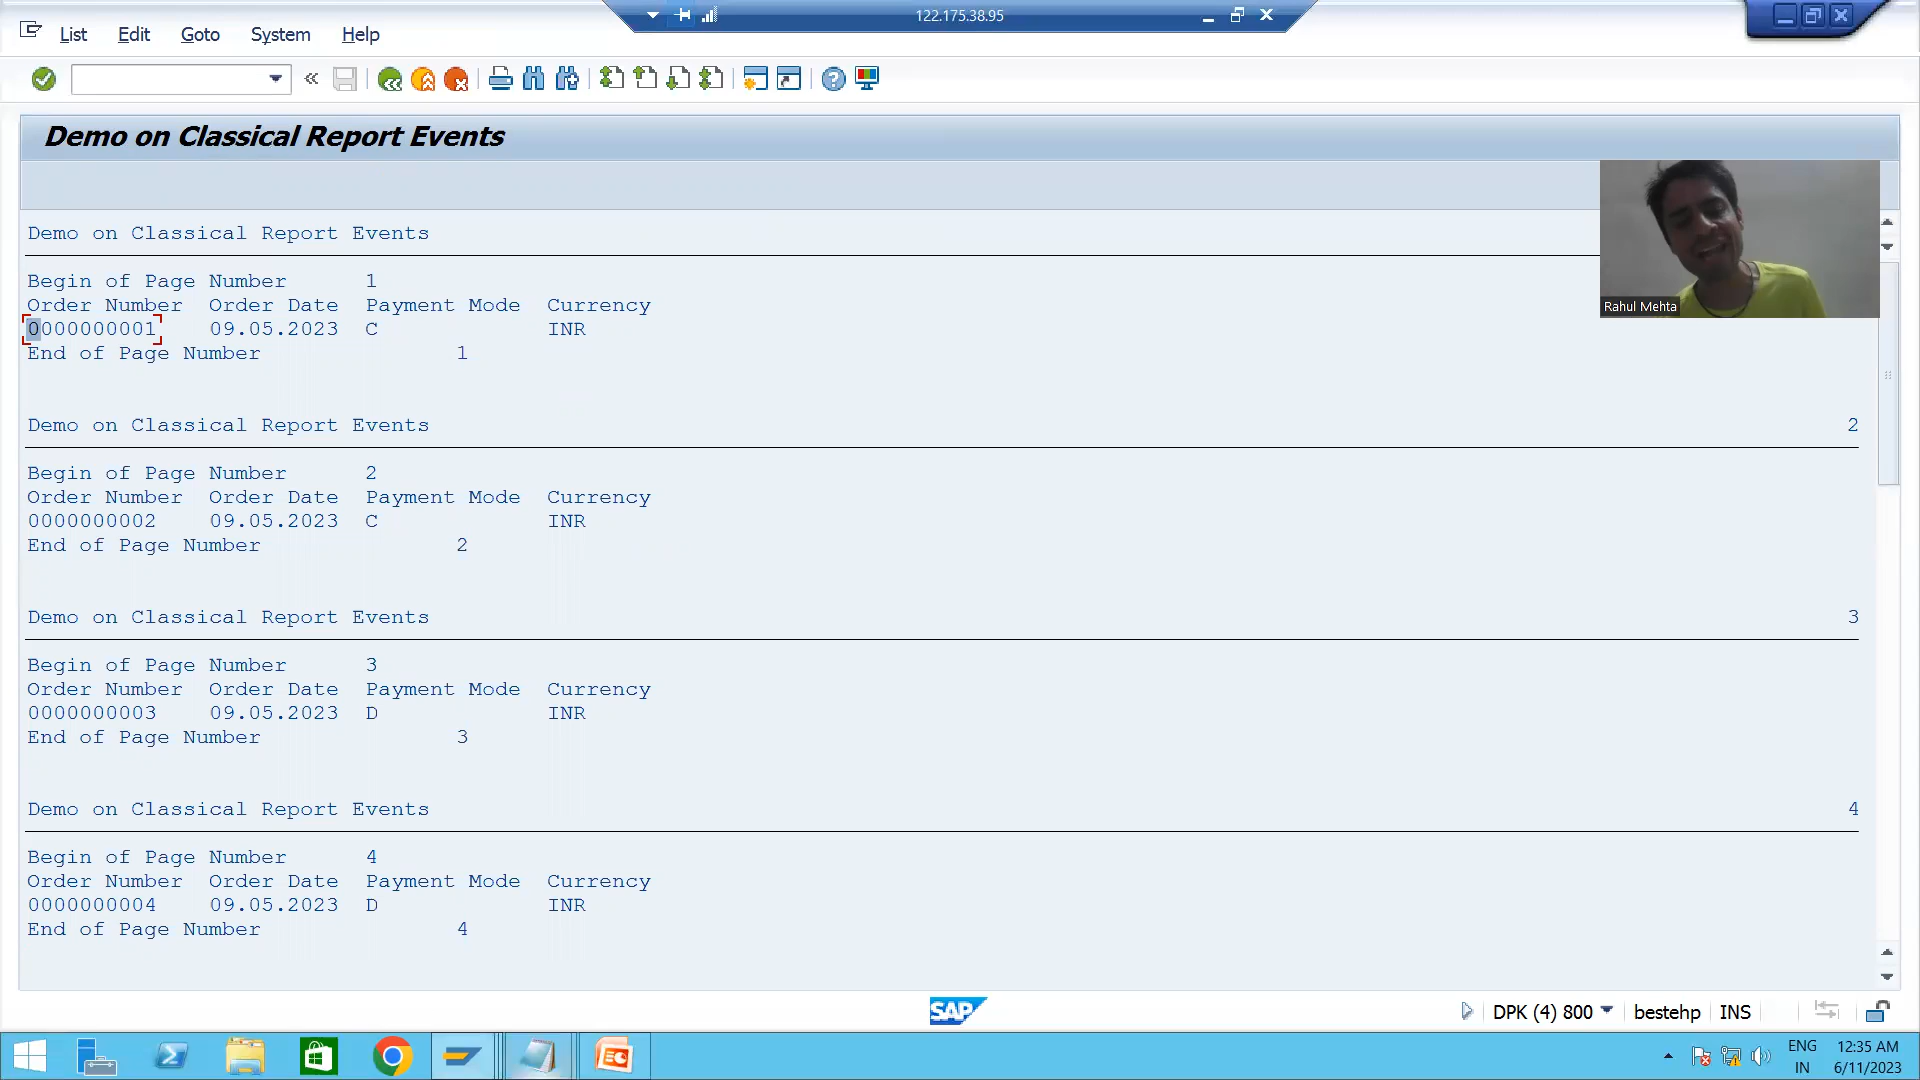 122.175.38.95
List Edit Goto System Help
Demo on Classical Report Events
Demo on Classical Report Events
Begin of Page Number 1
Order Number Order Date Payment Mode Currency
0000000001 09.05.2023 C INR
End of Page Number 1
Rahul Mehta
Demo on Classical Report Events 2
Begin of Page Number 2
Order Number Order Date Payment Mode Currency
0000000002 09.05.2023 C INR
End of Page Number 2
Demo on Classical Report Events 3
Begin of Page Number 3
Order Number Order Date Payment Mode Currency
0000000003 09.05.2023 D INR
End of Page Number 3
Demo on Classical Report Events 4
Begin of Page Number 4
Order Number Order Date Payment Mode Currency
0000000004 09.05.2023 D INR
End of Page Number 4
SAP DPK (4) 800 bestehp INS
ENG 12:35 AM
IN 6/11/2023